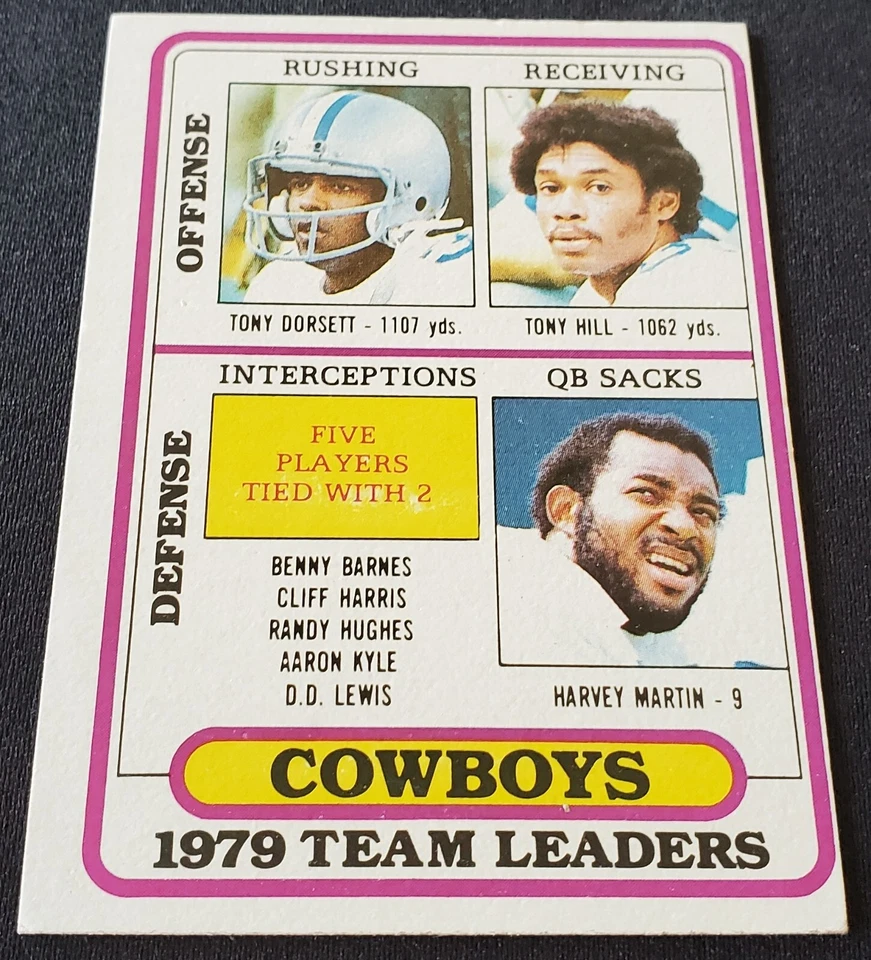 RUSHING
RECEIVING
OFFENSE
TONY DORSETT - 1107 yds.
TONY HILL - 1062 yds.
INTERCEPTIONS
QB SACKS
DEFENSE
FIVE
PLAYERS
TIED WITH 2
BENNY BARNES
CLIFF HARRIS
RANDY HUGHES
AARON KYLE
D.D. LEWIS
HARVEY MARTIN - 9
COWBOYS
1979 TEAM LEADERS